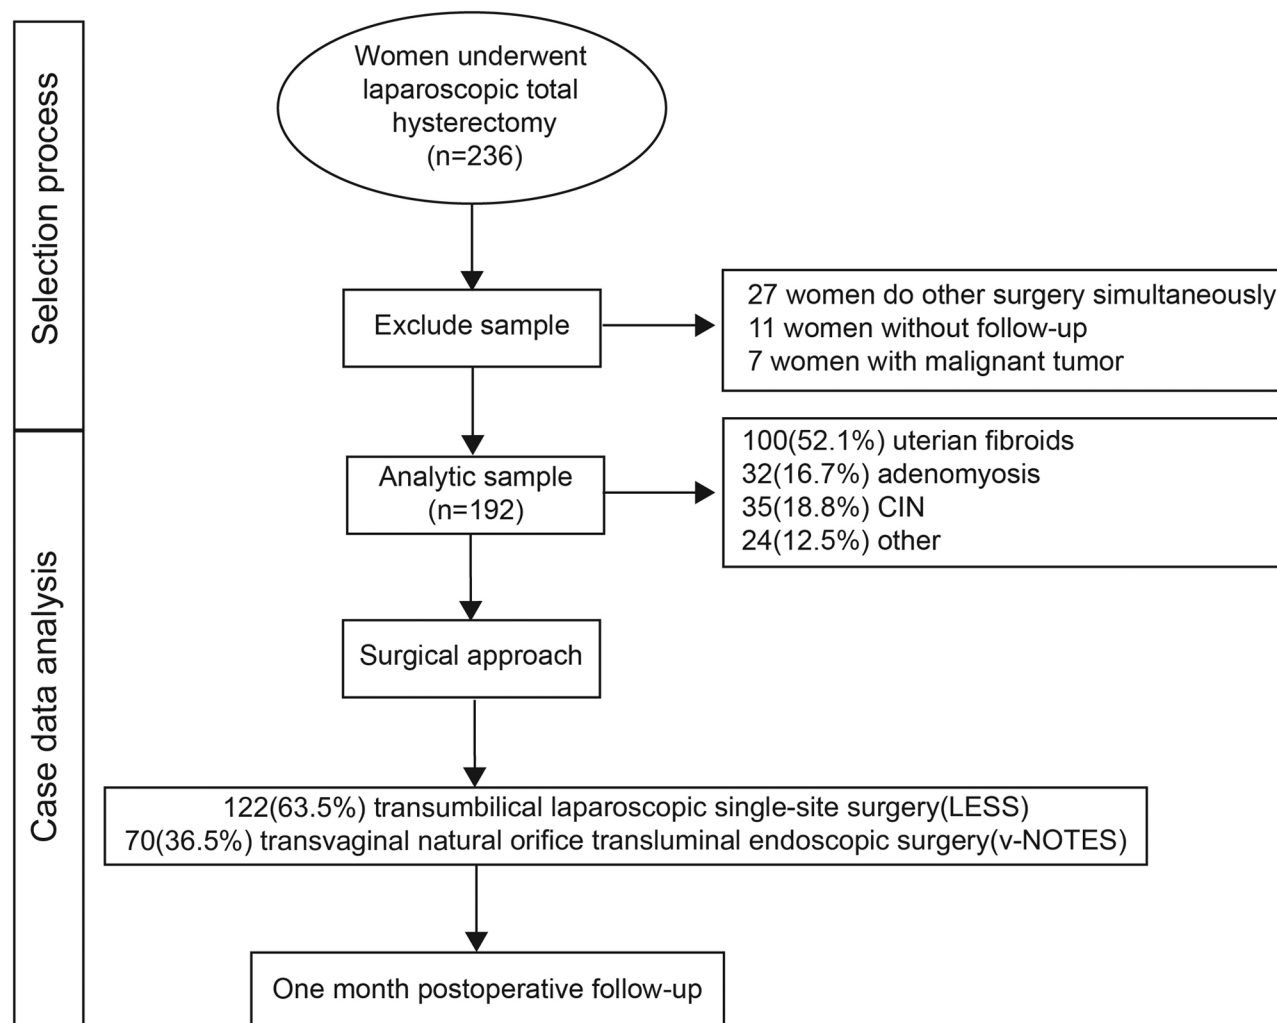 Selection process
Women underwent
laparoscopic total
hysterectomy
(n=236)
Exclude sample
27 women do other surgery simultaneously
11 women without follow-up
7 women with malignant tumor
Case data analysis
Analytic sample
(n=192)
100(52.1%) uterian fibroids
32(16.7%) adenomyosis
35(18.8%) CIN
24(12.5%) other
Surgical approach
122(63.5%) transumbilical laparoscopic single-site surgery(LESS)
70(36.5%) transvaginal natural orifice transluminal endoscopic surgery(v-NOTES)
One month postoperative follow-up